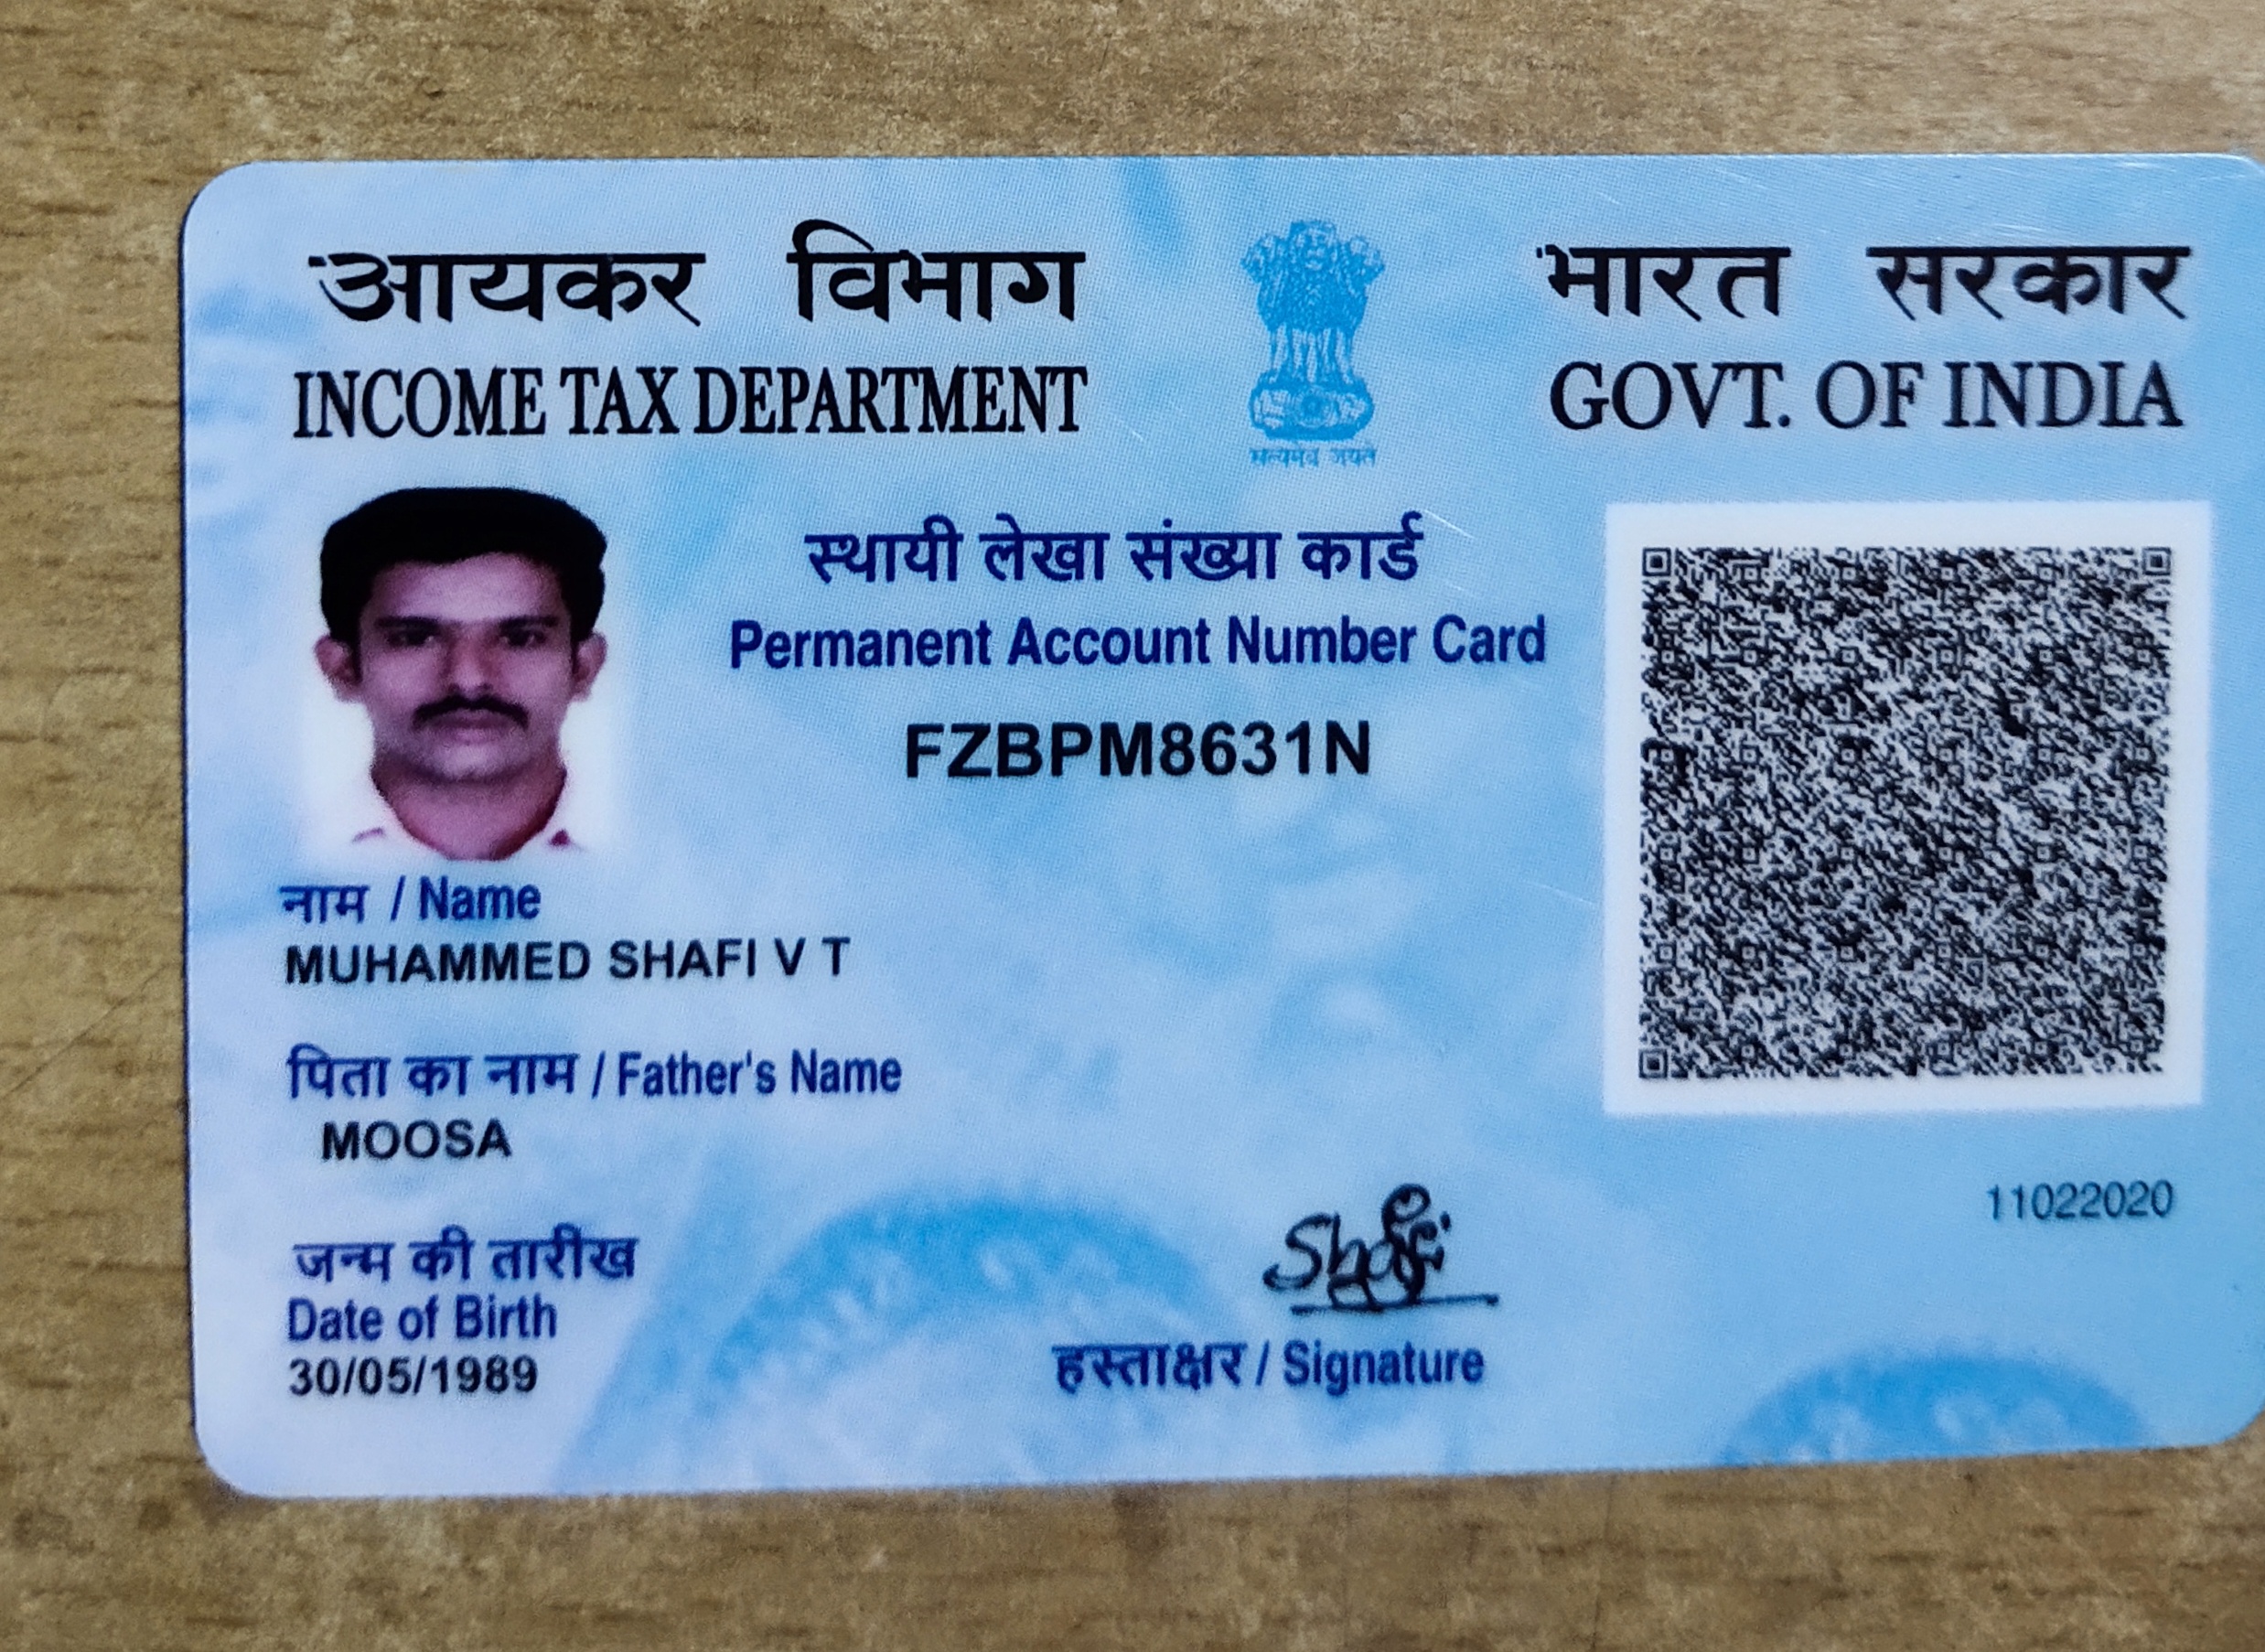 आयकर विभाग
INCOME TAX DEPARTMENT
सत्यमेव जयते
भारत सरकार
GOVT. OF INDIA
स्थायी लेखा संख्या कार्ड
Permanent Account Number Card
FZBPM8631N
नाम / Name
MUHAMMED SHAFI V T
पिता का नाम / Father's Name
MOOSA
जन्म की तारीख
Date of Birth
30/05/1989
Shafi
हस्ताक्षर / Signature
11022020